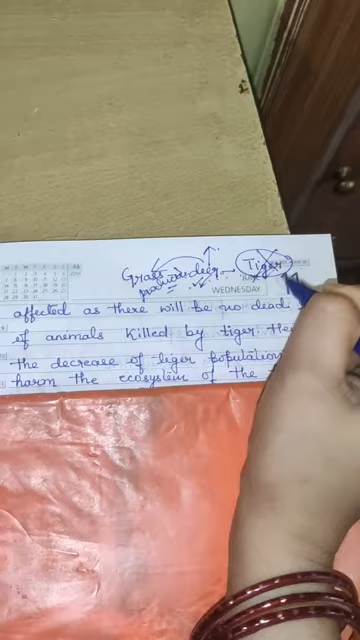 Grass → deer → Tiger
producer
WEDNESDAY
affected as there will be no dead
of animals killed by tiger.
the decrease of tiger population
harm the ecosystem of the